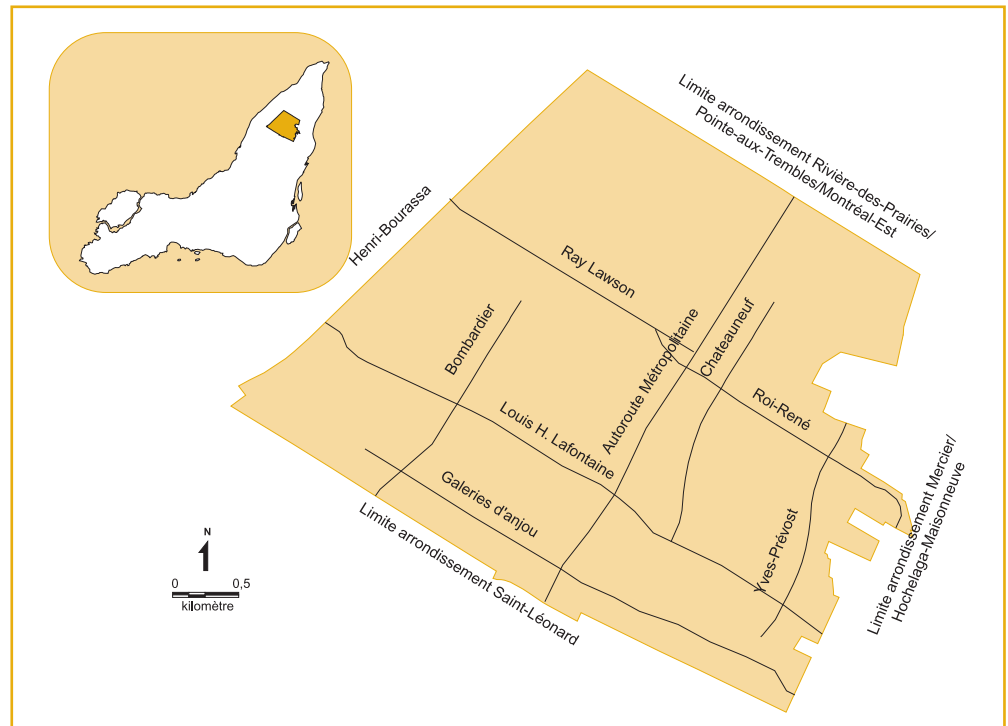 Limite arrondissement Rivière-des-Prairies/
Pointe-aux-Trembles/Montréal-Est
Henri-Bourassa
Ray Lawson
Bombardier
Autoroute Métropolitaine
Chateauneuf
Roi-René
Louis H. Lafontaine
Galeries d'anjou
Yves-Prévost
Limite arrondissement Mercier/
Hochelaga-Maisonneuve
Limite arrondissement Saint-Léonard
N
0 0,5
kilomètre